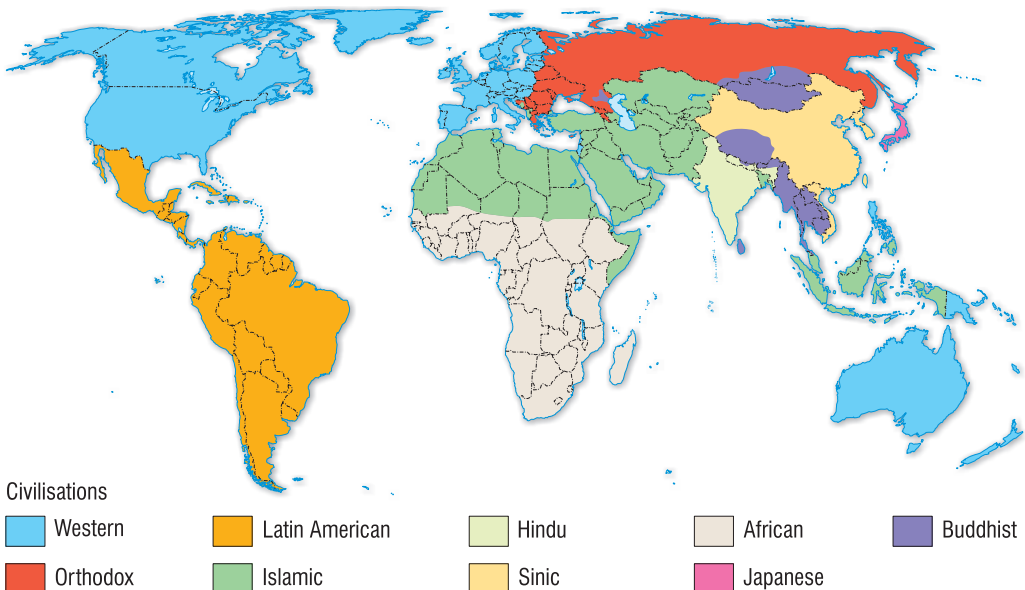 Civilisations
Western
Latin American
Hindu
African
Buddhist
Orthodox
Islamic
Sinic
Japanese